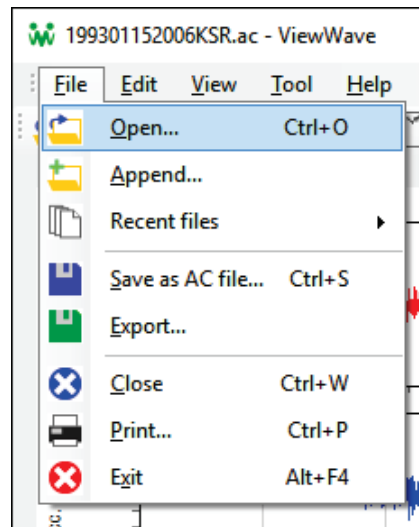 199301152006KSR.ac - ViewWave
File Edit View Tool Help
Open... Ctrl+O
Append...
Recent files
Save as AC file... Ctrl+S
Export...
Close Ctrl+W
Print... Ctrl+P
Exit Alt+F4